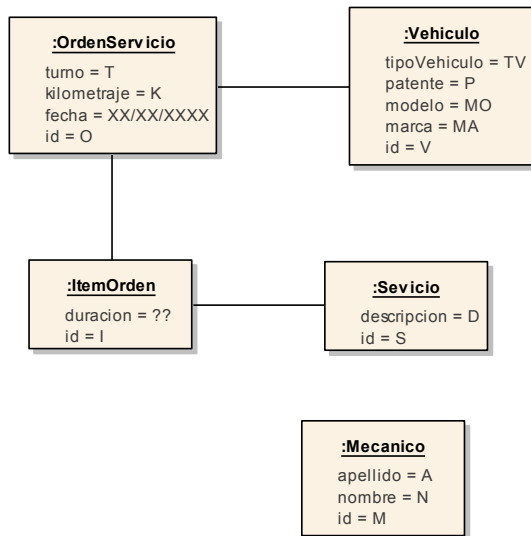 :OrdenServicio
turno = T
kilometraje = K
fecha = XX/XX/XXXX
id = O
:Vehiculo
tipoVehiculo = TV
patente = P
modelo = MO
marca = MA
id = V
:ItemOrden
duracion = ??
id = I
:Sevicio
descripcion = D
id = S
:Mecanico
apellido = A
nombre = N
id = M